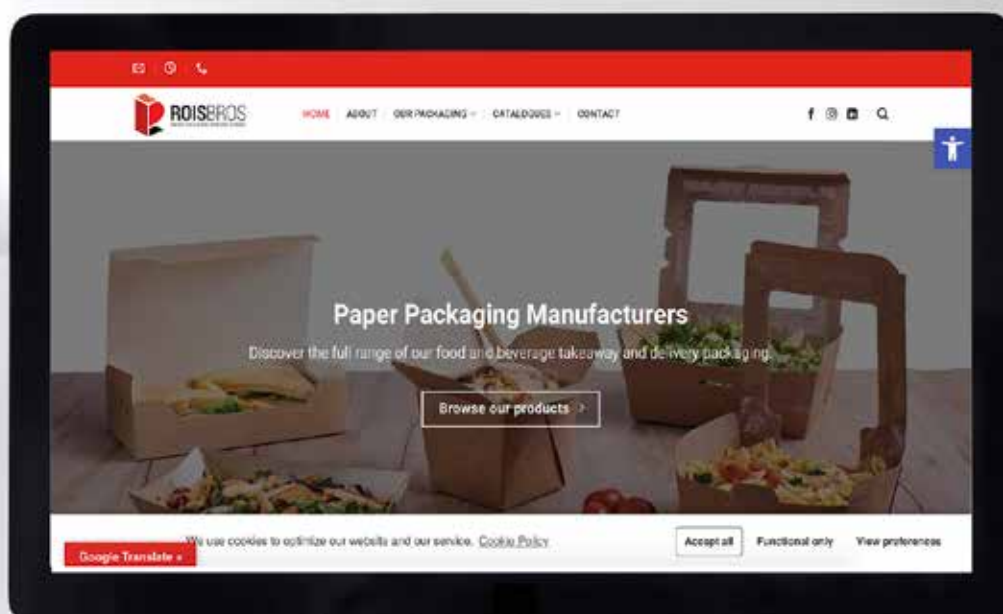 ROISBROS
HOME ABOUT OUR PACKAGING CATALOGUES CONTACT
Paper Packaging Manufacturers
Discover the full range of our food and beverage takeaway and delivery packaging.
Browse our products >
We use cookies to optimize our website and our service. Cookie Policy
Accept all Functional only View preferences
Google Translate »